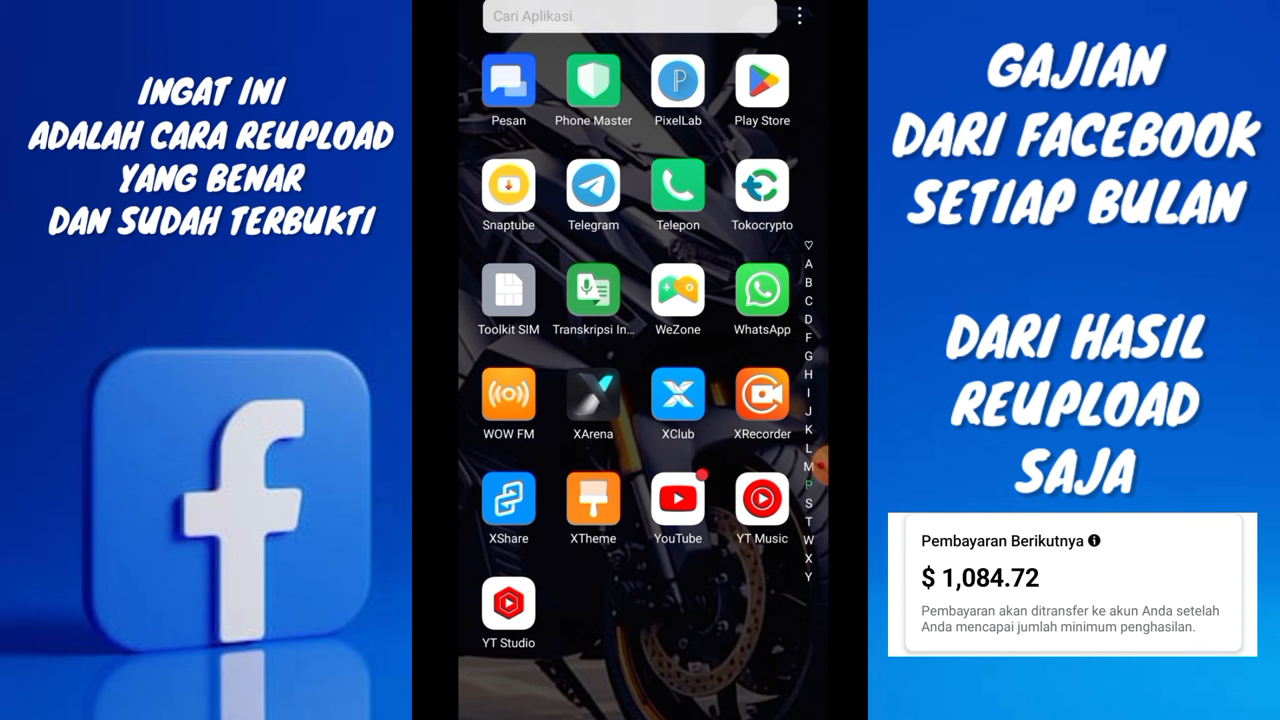 INGAT INI
ADALAH CARA REUPLOAD
YANG BENAR
DAN SUDAH TERBUKTI
Cari Aplikasi
Pesan
Phone Master
PixelLab
Play Store
Snaptube
Telegram
Telepon
Tokocrypto
Toolkit SIM
Transkripsi In...
WeZone
WhatsApp
WOW FM
XArena
XClub
XRecorder
XShare
XTheme
YouTube
YT Music
YT Studio
A
B
C
D
F
G
H
I
J
K
L
M
P
S
T
W
X
Y
GAJIAN
DARI FACEBOOK
SETIAP BULAN
DARI HASIL
REUPLOAD
SAJA
Pembayaran Berikutnya
$ 1,084.72
Pembayaran akan ditransfer ke akun Anda setelah
Anda mencapai jumlah minimum penghasilan.